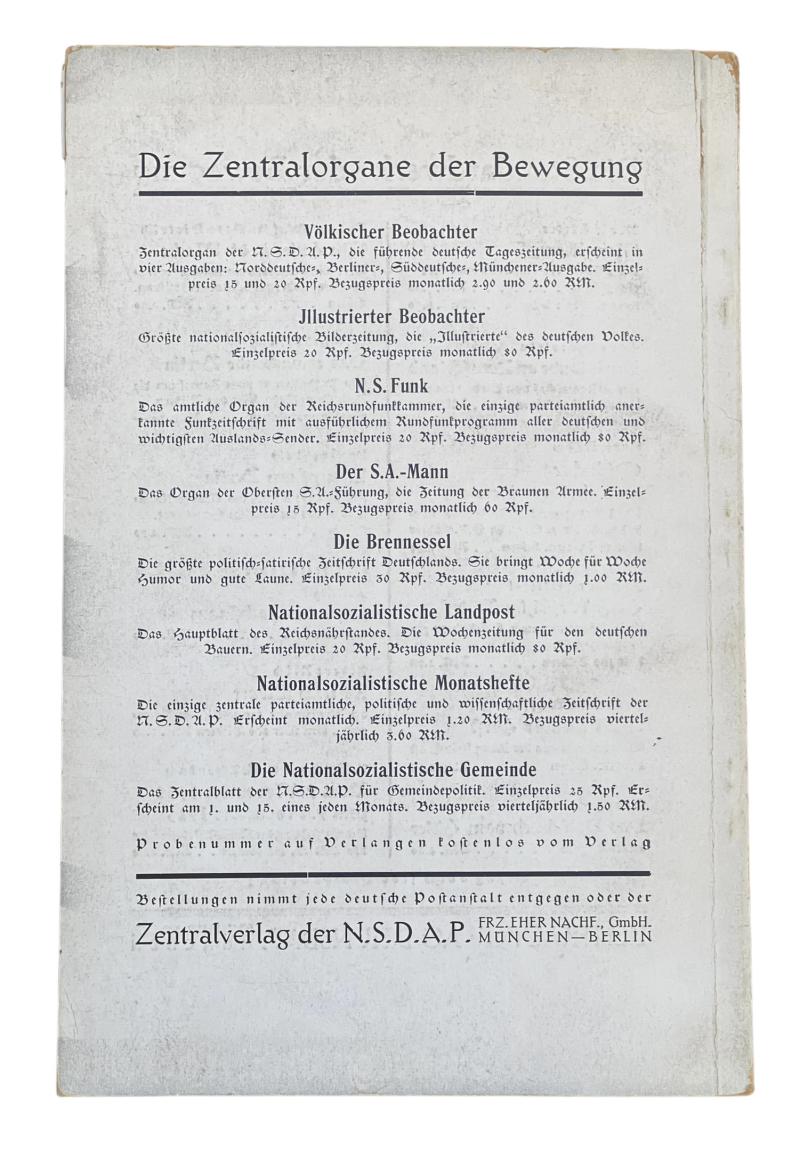 Die Zentralorgane der Bewegung
Völkischer Beobachter
Zentralorgan der N.S.D.A.P., die führende deutsche Tageszeitung, erscheint in
vier Ausgaben: Norddeutsche-, Berliner-, Süddeutsche-, Münchener-Ausgabe. Einzel-
preis 15 und 20 Rpf. Bezugspreis monatlich 2.90 und 2.60 RM.
Jllustrierter Beobachter
Größte nationalsozialistische Bilderzeitung, die „Jllustrierte“ des deutschen Volkes.
Einzelpreis 20 Rpf. Bezugspreis monatlich 80 Rpf.
N.S. Funk
Das amtliche Organ der Reichsrundfunkkammer, die einzige parteiamtlich aner-
kannte Funkzeitschrift mit ausführlichem Rundfunkprogramm aller deutschen und
wichtigsten Auslands-Sender. Einzelpreis 20 Rpf. Bezugspreis monatlich 80 Rpf.
Der S.A.-Mann
Das Organ der Obersten S.A.-Führung, die Zeitung der Braunen Armee. Einzel-
preis 15 Rpf. Bezugspreis monatlich 60 Rpf.
Die Brennessel
Die größte politisch-satirische Zeitschrift Deutschlands. Sie bringt Woche für Woche
Humor und gute Laune. Einzelpreis 30 Rpf. Bezugspreis monatlich 1.00 RM.
Nationalsozialistische Landpost
Das Hauptblatt des Reichsnährstandes. Die Wochenzeitung für den deutschen
Bauern. Einzelpreis 20 Rpf. Bezugspreis monatlich 80 Rpf.
Nationalsozialistische Monatshefte
Die einzige zentrale parteiamtliche, politische und wissenschaftliche Zeitschrift der
N.S.D.A.P. Erscheint monatlich. Einzelpreis 1.20 RM. Bezugspreis viertel-
jährlich 3.60 RM.
Die Nationalsozialistische Gemeinde
Das Zentralblatt der N.S.D.A.P. für Gemeindepolitik. Einzelpreis 25 Rpf. Er-
scheint am 1. und 15. eines jeden Monats. Bezugspreis vierteljährlich 1.50 RM.
Probenummer auf Verlangen kostenlos vom Verlag
Bestellungen nimmt jede deutsche Postanstalt entgegen oder der
Zentralverlag der N.S.D.A.P. FRZ. EHER NACHF., GmbH.
MÜNCHEN—BERLIN